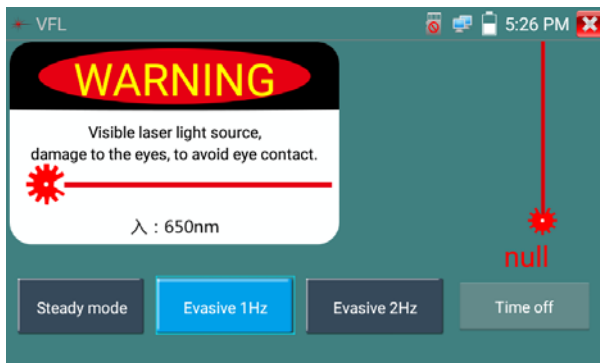 VFL
5:26 PM
WARNING
Visible laser light source,
damage to the eyes, to avoid eye contact.
入 : 650nm
null
Steady mode
Evasive 1Hz
Evasive 2Hz
Time off